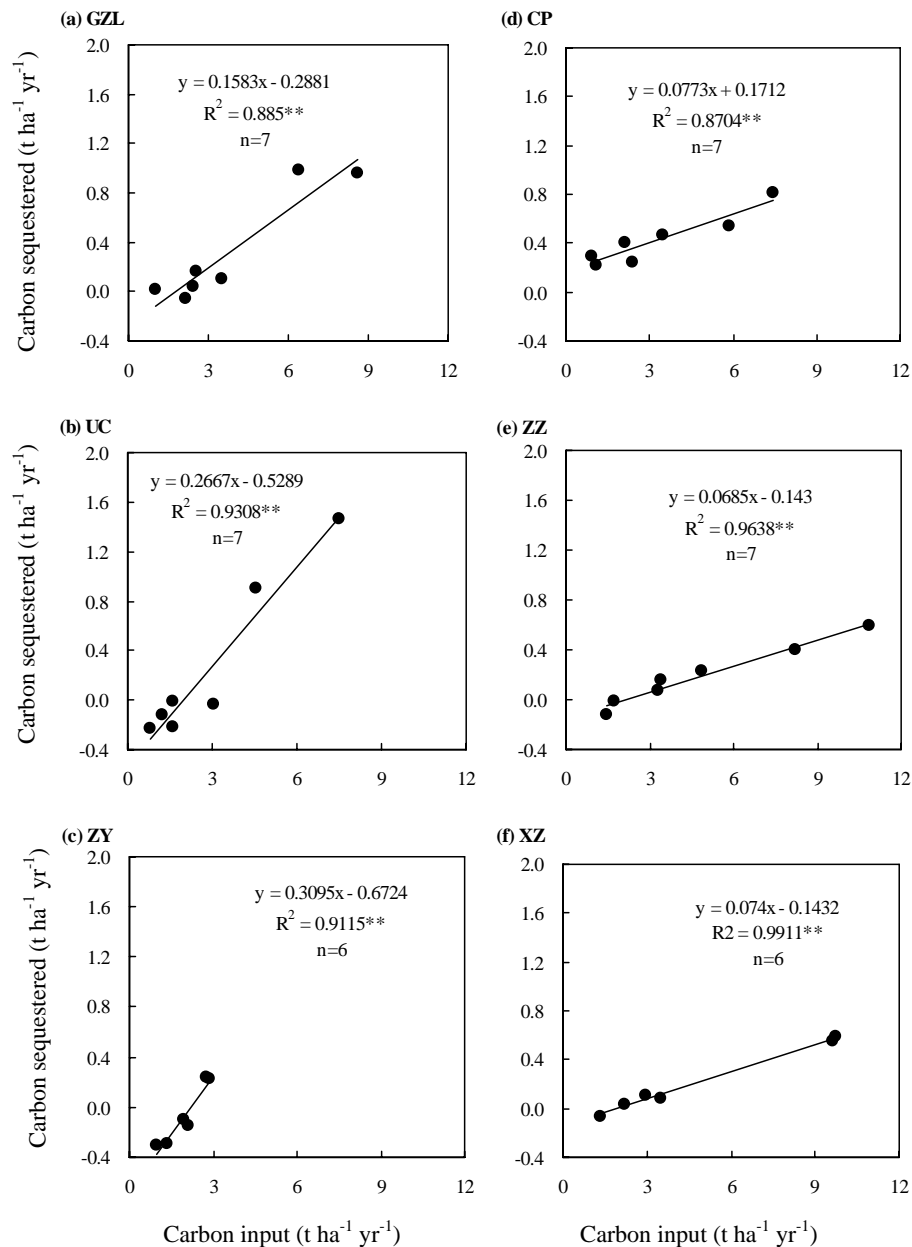 (a) GZL
Carbon sequestered (t ha⁻¹ yr⁻¹)
2.0
1.6
1.2
0.8
0.4
0.0
-0.4
y = 0.1583x - 0.2881
R² = 0.885**
n=7
0 3 6 9 12
(d) CP
2.0
1.6
1.2
0.8
0.4
0.0
-0.4
y = 0.0773x + 0.1712
R² = 0.8704**
n=7
0 3 6 9 12
(b) UC
Carbon sequestered (t ha⁻¹ yr⁻¹)
2.0
1.6
1.2
0.8
0.4
0.0
-0.4
y = 0.2667x - 0.5289
R² = 0.9308**
n=7
0 3 6 9 12
(e) ZZ
2.0
1.6
1.2
0.8
0.4
0.0
-0.4
y = 0.0685x - 0.143
R² = 0.9638**
n=7
0 3 6 9 12
(c) ZY
Carbon sequestered (t ha⁻¹ yr⁻¹)
2.0
1.6
1.2
0.8
0.4
0.0
-0.4
y = 0.3095x - 0.6724
R² = 0.9115**
n=6
0 3 6 9 12
Carbon input (t ha⁻¹ yr⁻¹)
(f) XZ
2.0
1.6
1.2
0.8
0.4
0.0
-0.4
y = 0.074x - 0.1432
R2 = 0.9911**
n=6
0 3 6 9 12
Carbon input (t ha⁻¹ yr⁻¹)